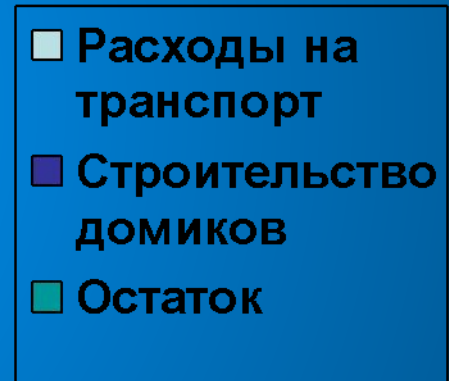 Расходы на
транспорт
Строительство
домиков
Остаток